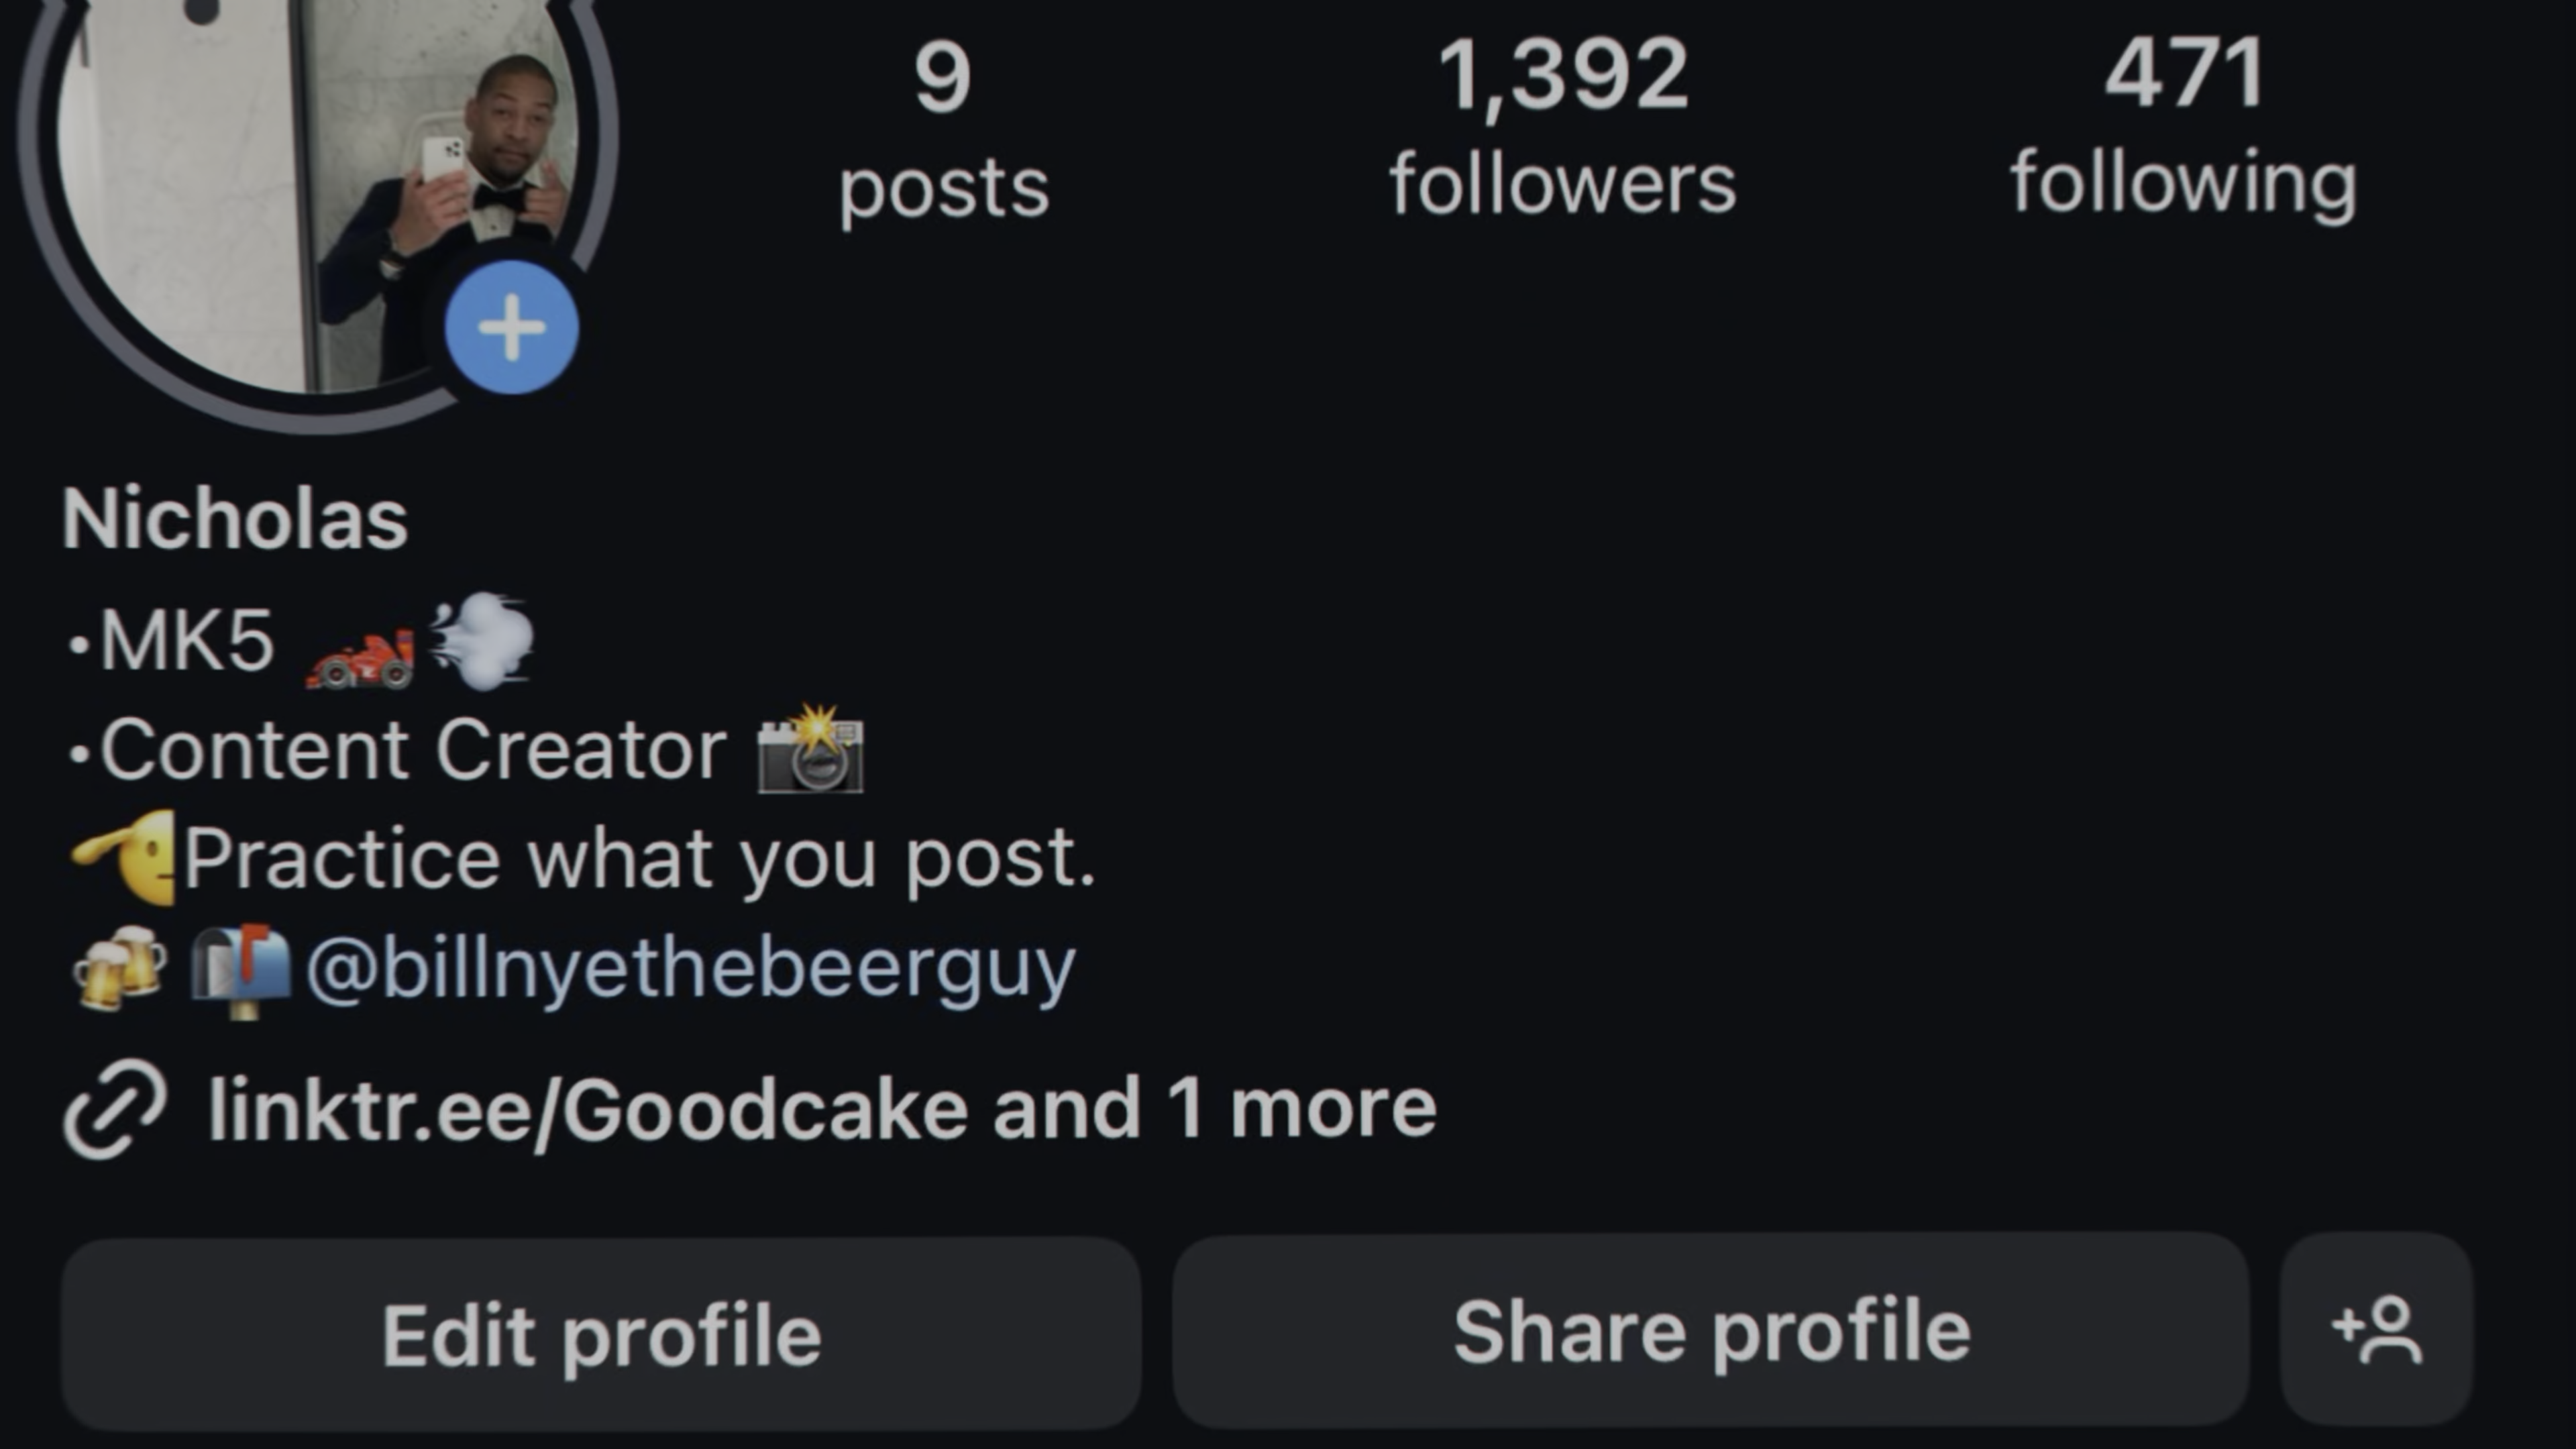 9 1,392 471
posts followers following
Nicholas
•MK5 🏎️💨
•Content Creator 📸
🫡Practice what you post.
🍻 📬@billnyethebeerguy
linktr.ee/Goodcake and 1 more
Edit profile Share profile